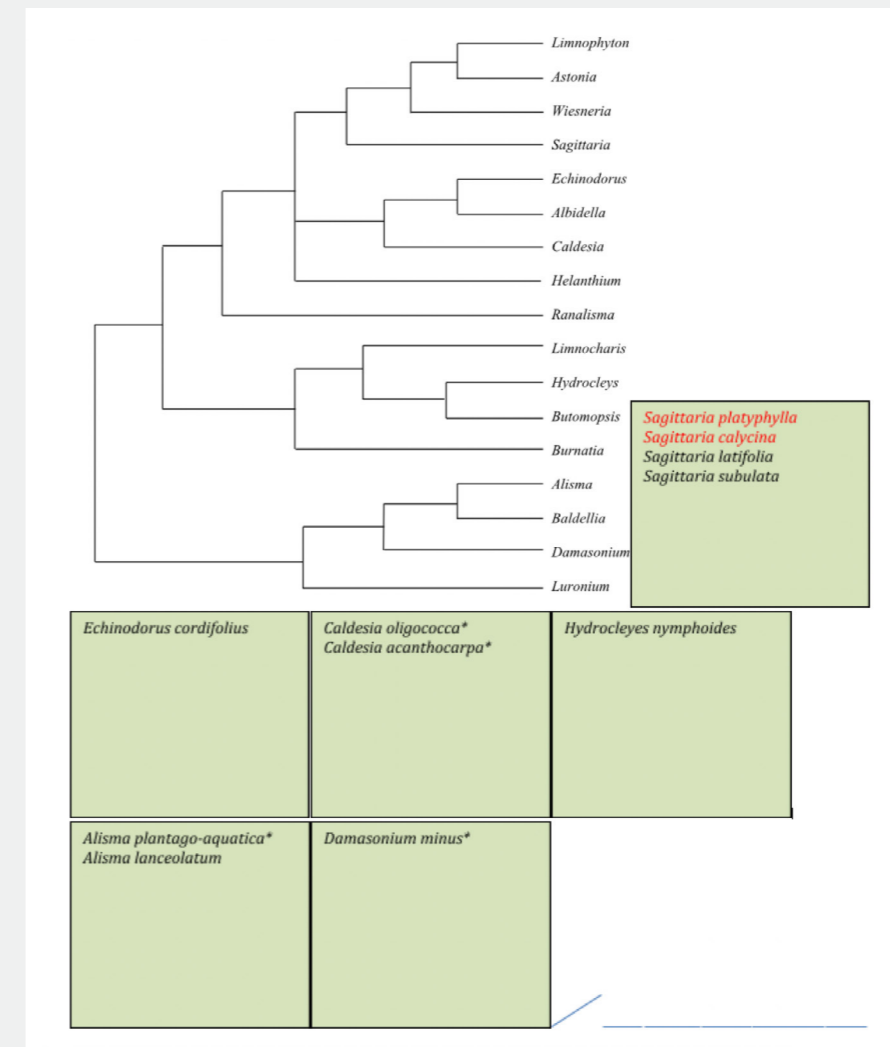 Limnophyton
Astonia
Wiesneria
Sagittaria
Echinodorus
Albidella
Caldesia
Helanthium
Ranalisma
Limnocharis
Hydrocleys
Butomopsis
Burnatia
Alisma
Baldellia
Damasonium
Luronium
Sagittaria platyphylla
Sagittaria calycina
Sagittaria latifolia
Sagittaria subulata
Echinodorus cordifolius
Caldesia oligococca*
Caldesia acanthocarpa*
Hydrocleyes nymphoides
Alisma plantago-aquatica*
Alisma lanceolatum
Damasonium minus*